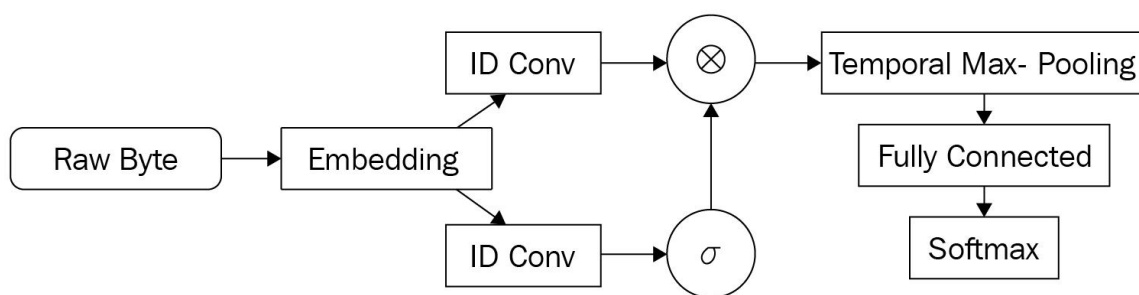 Raw Byte
Embedding
ID Conv
ID Conv
⊗
σ
Temporal Max- Pooling
Fully Connected
Softmax